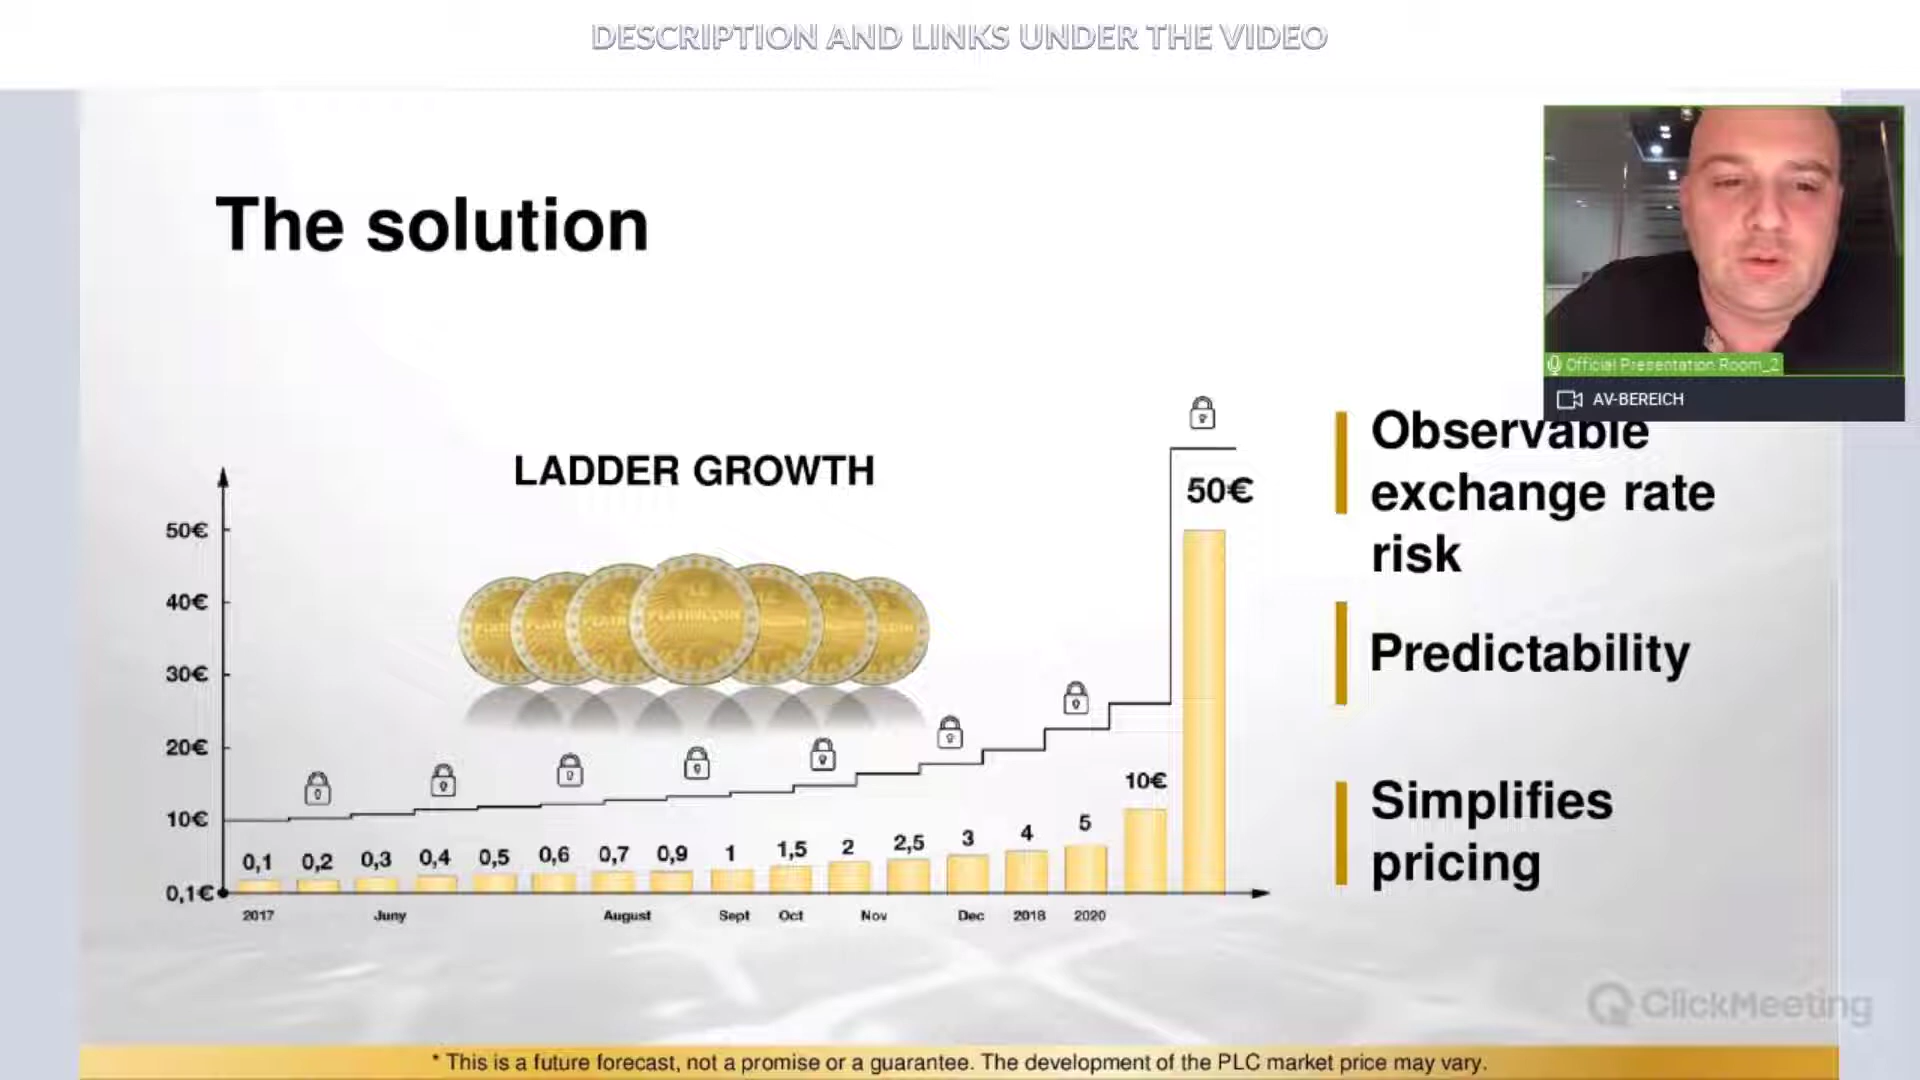 DESCRIPTION AND LINKS UNDER THE VIDEO
The solution
Official Presentation Room_2
AV-BEREICH
LADDER GROWTH
50€
40€
30€
20€
10€
0,1€
0,1
0,2
0,3
0,4
0,5
0,6
0,7
0,9
1
1,5
2
2,5
3
4
5
10€
50€
2017
Juny
August
Sept
Oct
Nov
Dec
2018
2020
PLATINCOIN
Observable
exchange rate
risk
Predictability
Simplifies
pricing
ClickMeeting
* This is a future forecast, not a promise or a guarantee. The development of the PLC market price may vary.